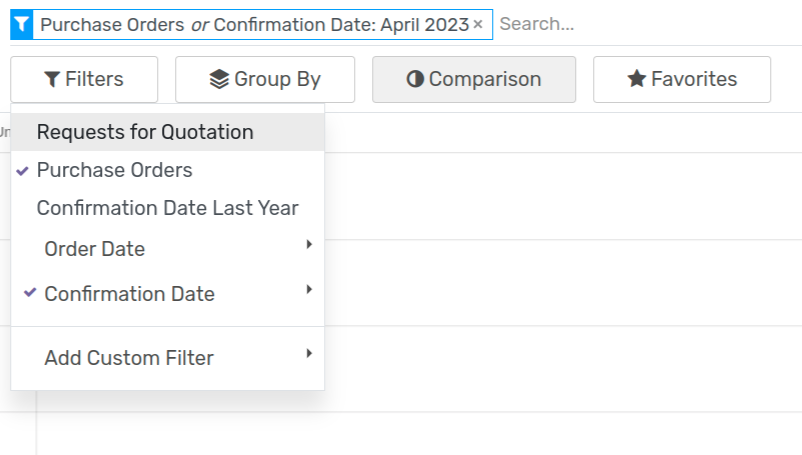 Purchase Orders or Confirmation Date: April 2023 × Search...
Filters Group By Comparison Favorites
Requests for Quotation
Purchase Orders
Confirmation Date Last Year
Order Date
Confirmation Date
Add Custom Filter